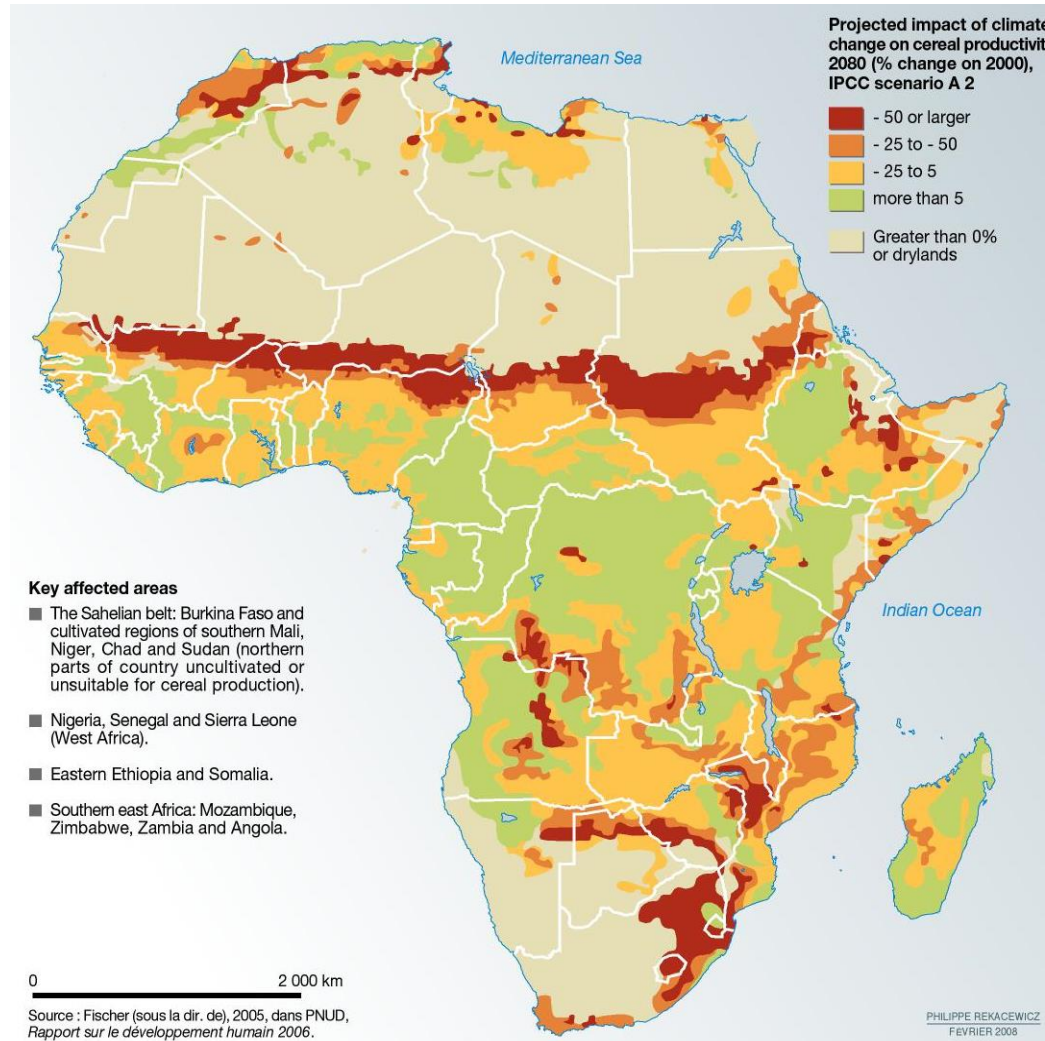 Mediterranean Sea
Projected impact of climate
change on cereal productivit
2080 (% change on 2000),
IPCC scenario A 2
- 50 or larger
- 25 to - 50
- 25 to 5
more than 5
Greater than 0%
or drylands
Key affected areas
The Sahelian belt: Burkina Faso and
cultivated regions of southern Mali,
Niger, Chad and Sudan (northern
parts of country uncultivated or
unsuitable for cereal production).
Nigeria, Senegal and Sierra Leone
(West Africa).
Eastern Ethiopia and Somalia.
Southern east Africa: Mozambique,
Zimbabwe, Zambia and Angola.
Indian Ocean
0 2 000 km
Source : Fischer (sous la dir. de), 2005, dans PNUD,
Rapport sur le développement humain 2006.
PHILIPPE REKACEWICZ
FÉVRIER 2008